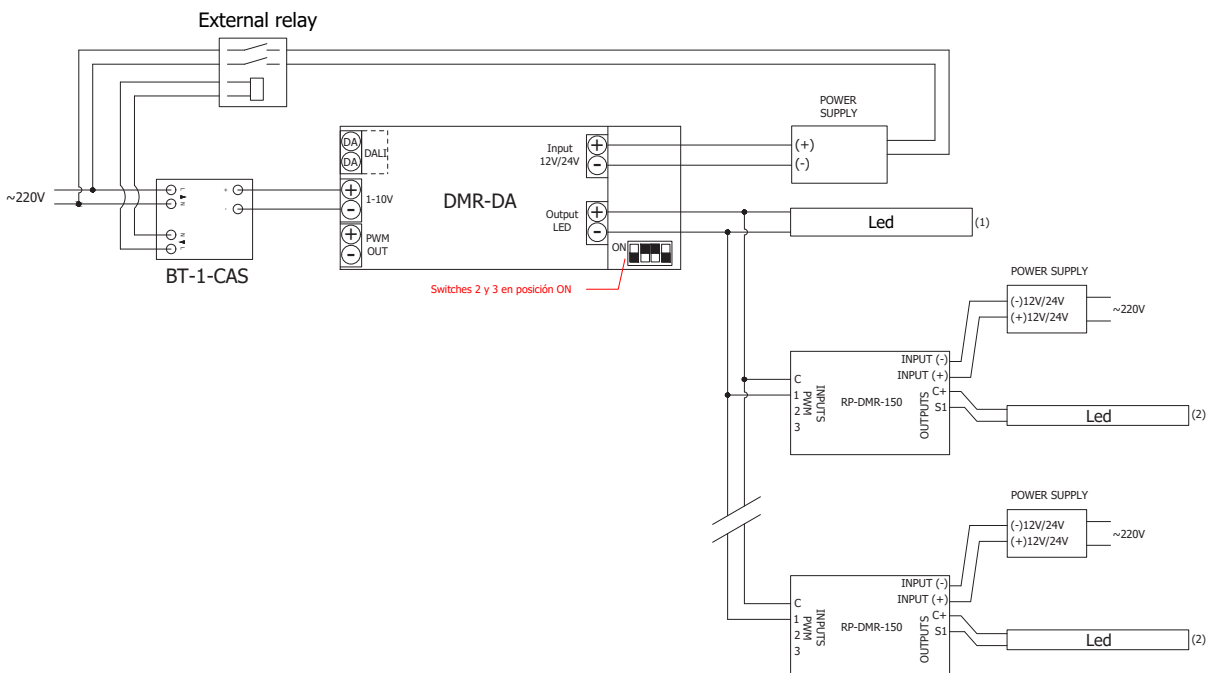 External relay
POWER
SUPPLY
(+)
(-)
DA
DA
DALI
Input
12V/24V
+
-
~220V
L
N
N
L
+
-
BT-1-CAS
+
-
1-10V
DMR-DA
+
-
PWM
OUT
Output
LED
+
-
ON
Switches 2 y 3 en posición ON
Led
(1)
POWER SUPPLY
(-)12V/24V
(+)12V/24V
~220V
INPUT (-)
INPUT (+)
C
1
2
3
PWM
INPUTS
RP-DMR-150
OUTPUTS
C+
S1
Led
(2)
POWER SUPPLY
(-)12V/24V
(+)12V/24V
~220V
INPUT (-)
INPUT (+)
C
1
2
3
PWM
INPUTS
RP-DMR-150
OUTPUTS
C+
S1
Led
(2)